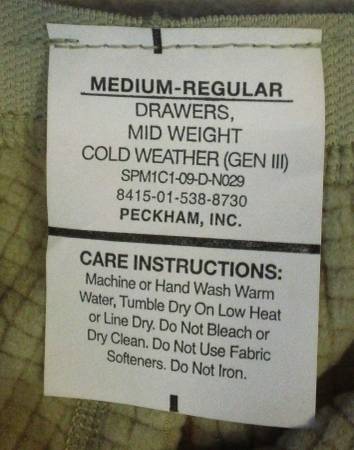 MEDIUM-REGULAR
DRAWERS,
MID WEIGHT
COLD WEATHER (GEN III)
SPM1C1-09-D-N029
8415-01-538-8730
PECKHAM, INC.
CARE INSTRUCTIONS:
Machine or Hand Wash Warm
Water, Tumble Dry On Low Heat
or Line Dry. Do Not Bleach or
Dry Clean. Do Not Use Fabric
Softeners. Do Not Iron.